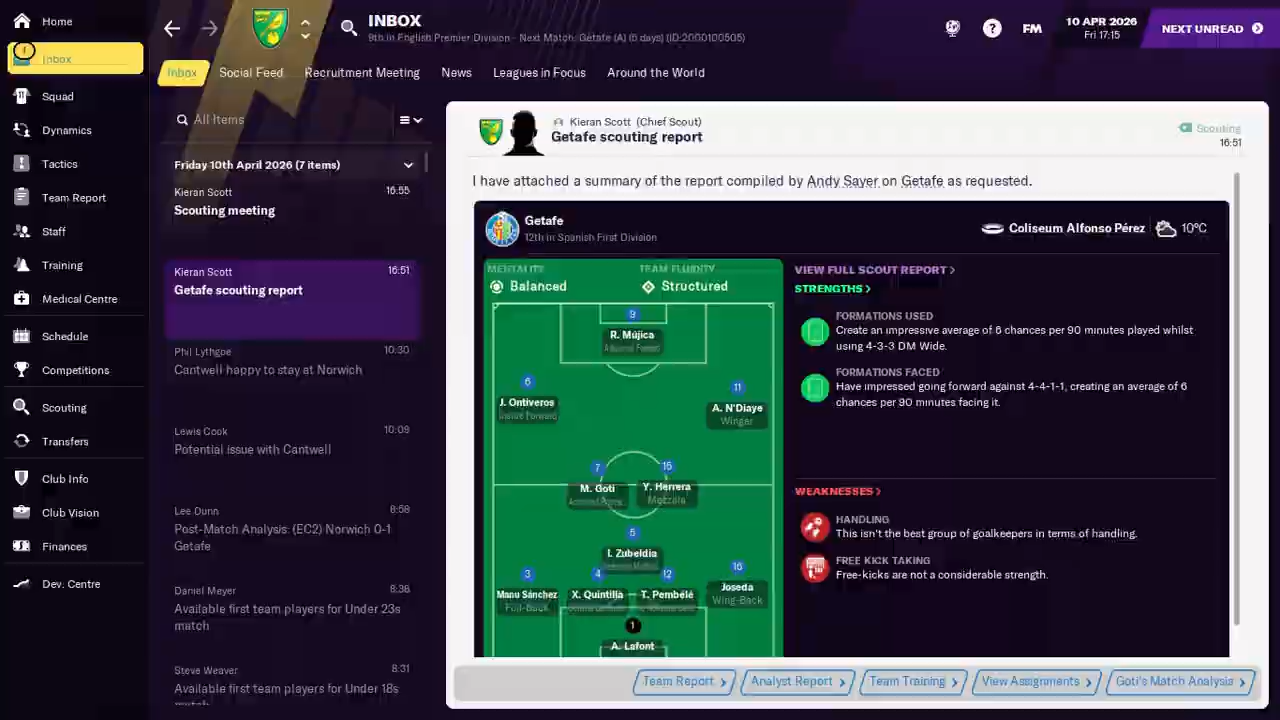 Home
Inbox
Squad
Dynamics
Tactics
Team Report
Staff
Training
Medical Centre
Schedule
Competitions
Scouting
Transfers
Club Info
Club Vision
Finances
Dev. Centre
INBOX
9th in English Premier Division - Next Match: Getafe (A) (6 days) (ID:2000100505)
FM
10 APR 2026
Fri 17:15
NEXT UNREAD
Inbox
Social Feed
Recruitment Meeting
News
Leagues in Focus
Around the World
All Items
Friday 10th April 2026 (7 items)
Kieran Scott
16:55
Scouting meeting
Kieran Scott
16:51
Getafe scouting report
Phil Lythgoe
10:30
Cantwell happy to stay at Norwich
Lewis Cook
10:09
Potential issue with Cantwell
Lee Dunn
8:58
Post-Match Analysis: (EC2) Norwich 0-1
Getafe
Daniel Meyer
8:36
Available first team players for Under 23s
match
Steve Weaver
8:31
Available first team players for Under 18s
match
Kieran Scott (Chief Scout)
Getafe scouting report
Scouting
16:51
I have attached a summary of the report compiled by Andy Sayer on Getafe as requested.
Getafe
12th in Spanish First Division
Coliseum Alfonso Pérez
10°C
MENTALITY
Balanced
TEAM FLUIDITY
Structured
9
R. Mújica
Advanced Forward
6
J. Ontiveros
Inside Forward
11
A. N'Diaye
Winger
7
M. Goti
15
Y. Herrera
Mezzala
5
I. Zubeldia
3
Manu Sánchez
Full-Back
4
X. Quintilla
12
T. Pembélé
16
Joseda
Wing-Back
1
A. Lafont
VIEW FULL SCOUT REPORT >
STRENGTHS >
FORMATIONS USED
Create an impressive average of 6 chances per 90 minutes played whilst
using 4-3-3 DM Wide.
FORMATIONS FACED
Have impressed going forward against 4-4-1-1, creating an average of 6
chances per 90 minutes facing it.
WEAKNESSES >
HANDLING
This isn't the best group of goalkeepers in terms of handling.
FREE KICK TAKING
Free-kicks are not a considerable strength.
Team Report >
Analyst Report >
Team Training >
View Assignments >
Goti's Match Analysis >